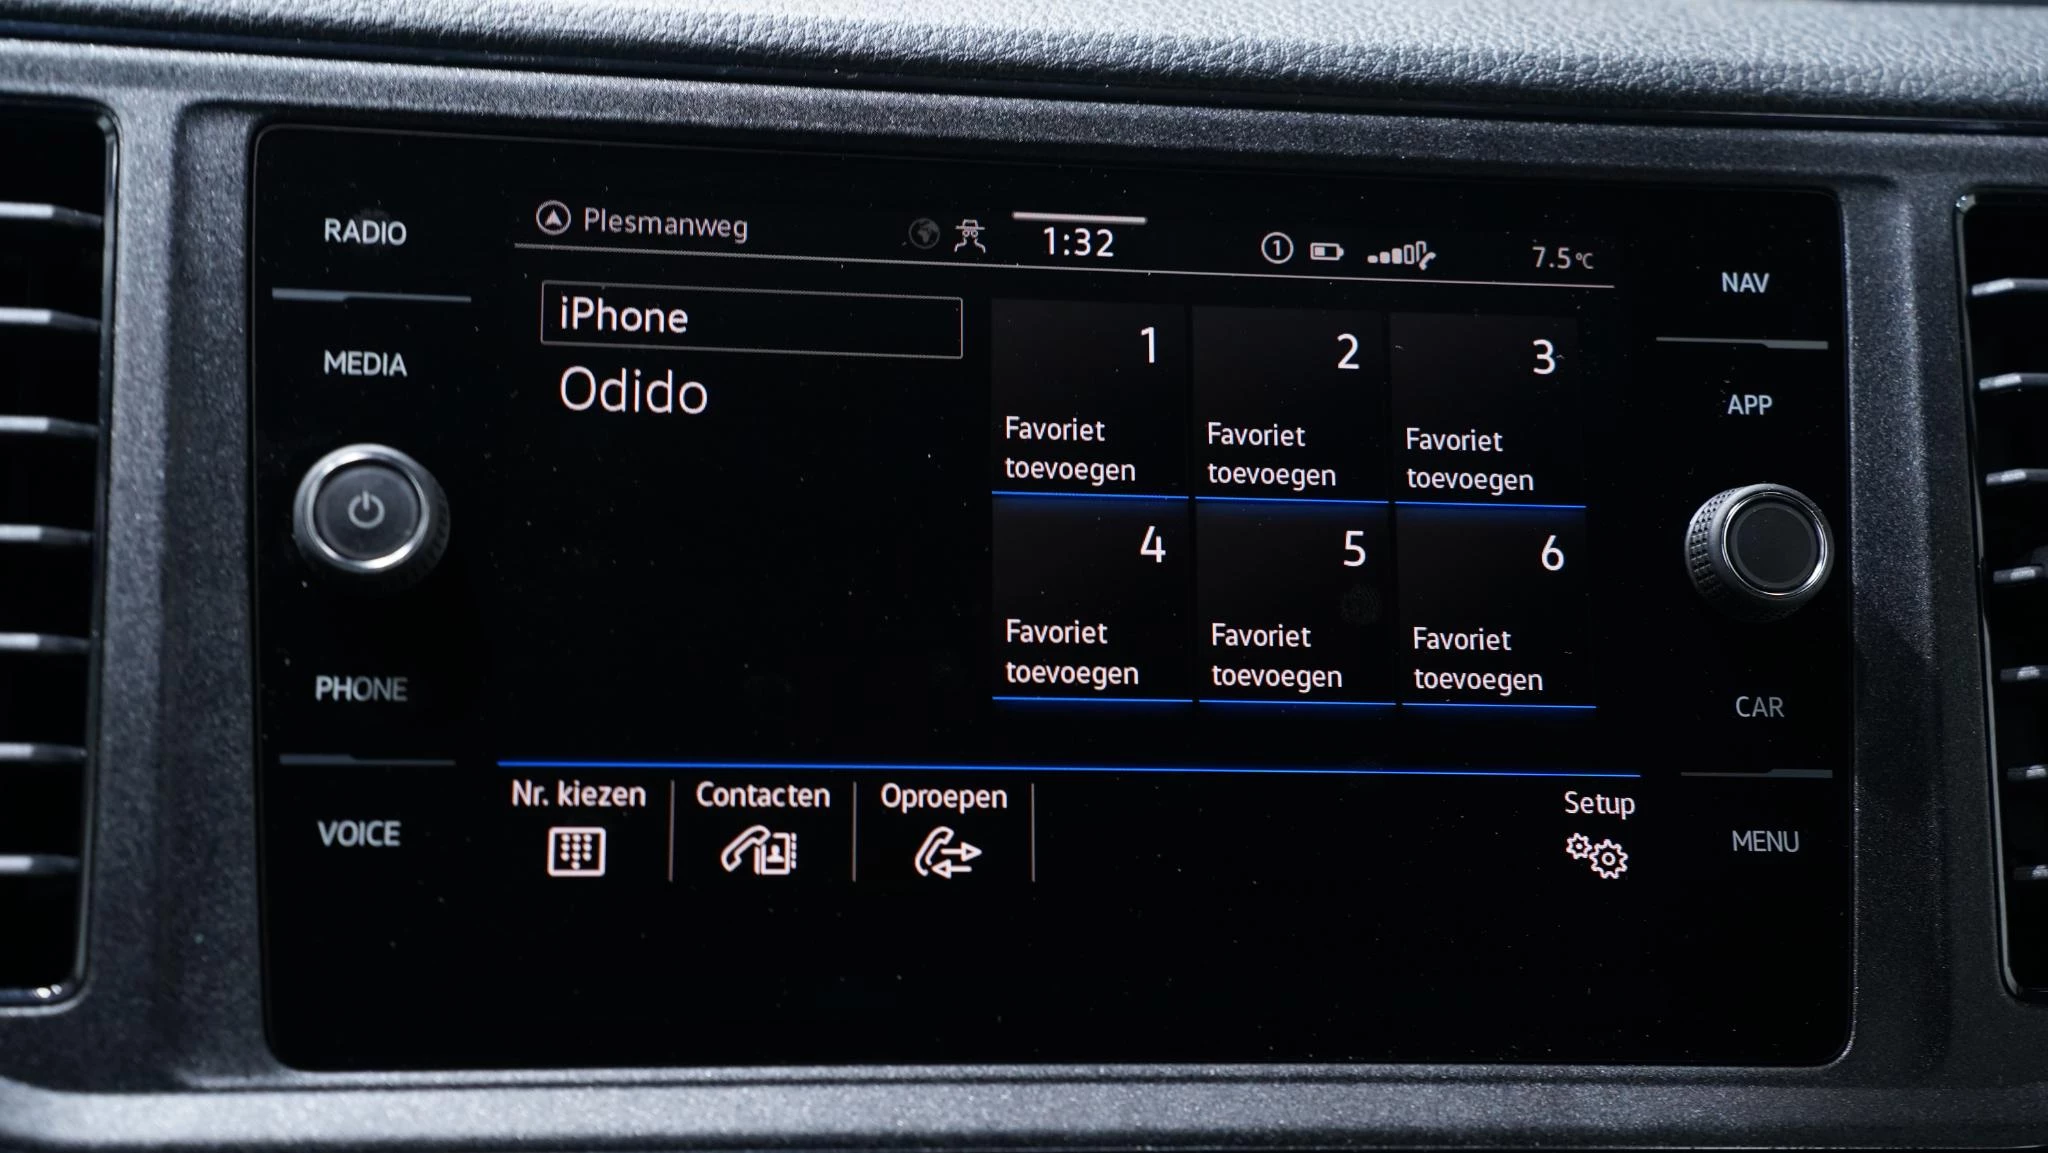 RADIO
MEDIA
PHONE
VOICE
Plesmanweg
1:32
1
7.5°C
iPhone
Odido
1
Favoriet
toevoegen
2
Favoriet
toevoegen
3
Favoriet
toevoegen
4
Favoriet
toevoegen
5
Favoriet
toevoegen
6
Favoriet
toevoegen
Nr. kiezen
Contacten
Oproepen
Setup
NAV
APP
CAR
MENU